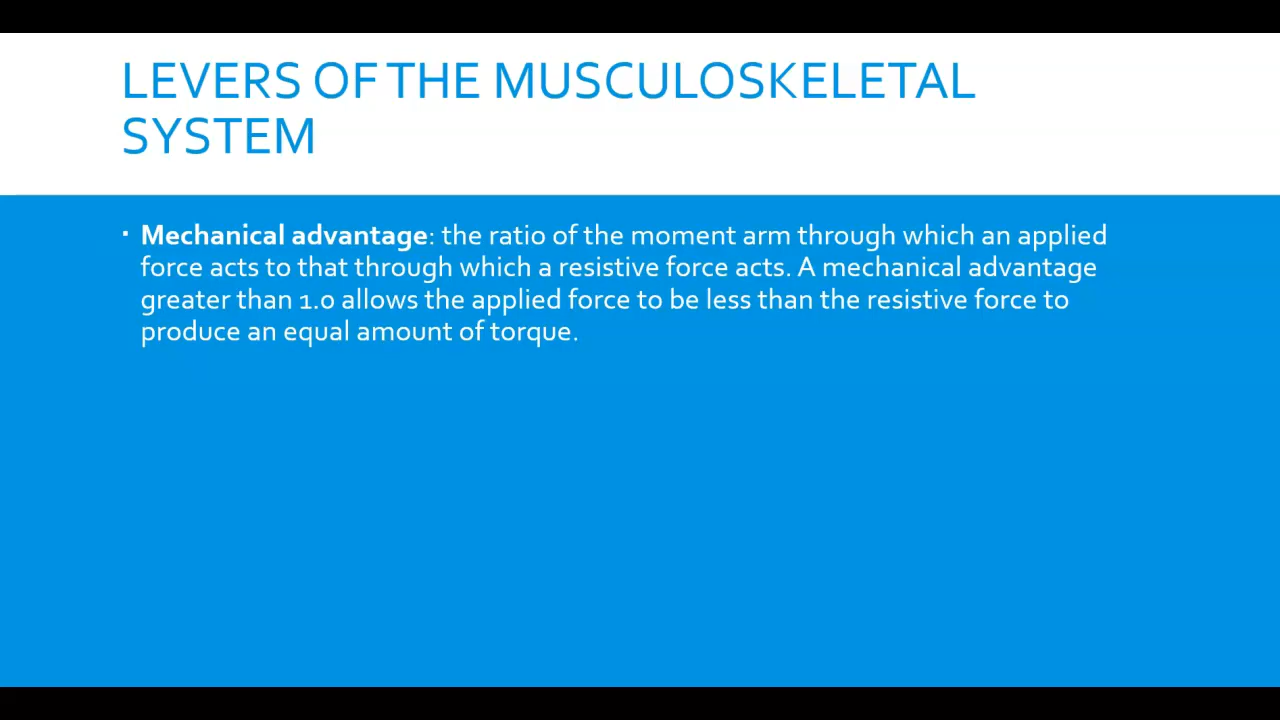 LEVERS OF THE MUSCULOSKELETAL
SYSTEM
▪ Mechanical advantage: the ratio of the moment arm through which an applied
force acts to that through which a resistive force acts. A mechanical advantage
greater than 1.0 allows the applied force to be less than the resistive force to
produce an equal amount of torque.